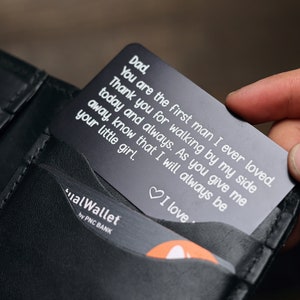 Dad,
You are the first man I ever loved.
Thank you for walking by my side
today and always. As you give me
away, know that I will always be
your little girl.
♡ I love
tualWallet
by PNC BANK